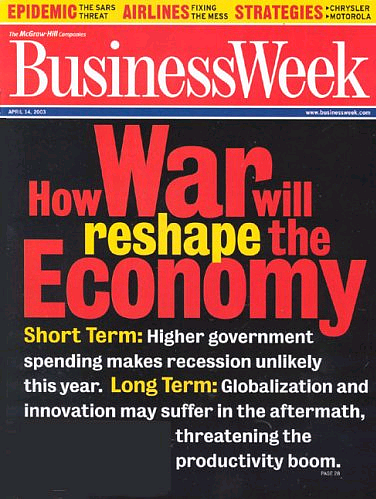 EPIDEMIC THE SARS THREAT AIRLINES FIXING THE MESS STRATEGIES ▸CHRYSLER ▸MOTOROLA
The McGraw-Hill Companies
BusinessWeek
APRIL 14, 2003 www.businessweek.com
How War will
reshape the
Economy
Short Term: Higher government
spending makes recession unlikely
this year. Long Term: Globalization and
innovation may suffer in the aftermath,
threatening the
productivity boom.
PAGE 28